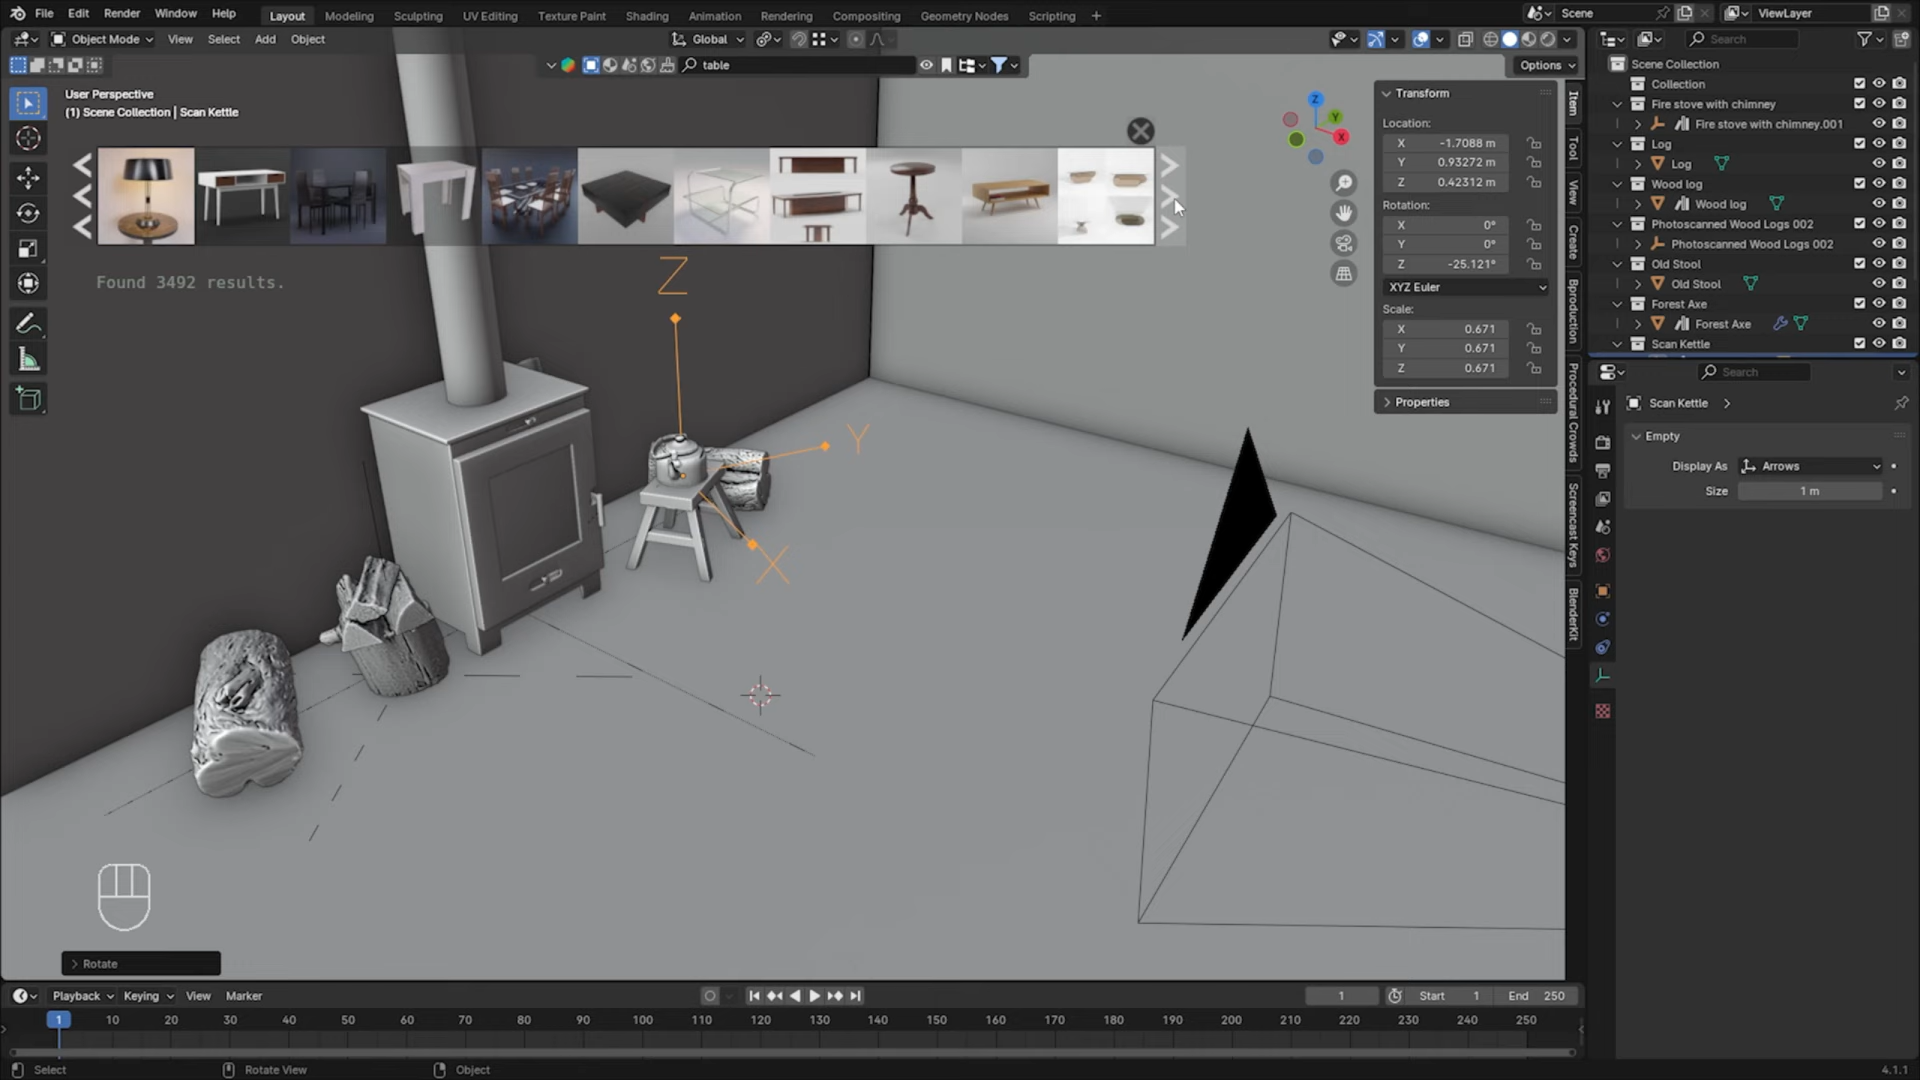 File Edit Render Window Help Layout Modeling Sculpting UV Editing Texture Paint Shading Animation Rendering Compositing Geometry Nodes Scripting + Scene ViewLayer
Object Mode View Select Add Object Global Search
table Options
User Perspective
(1) Scene Collection | Scan Kettle
Found 3492 results.
Z
Y
X
Z
Y
X
Transform
Location:
X -1.7088 m
Y 0.93272 m
Z 0.42312 m
Rotation:
X 0°
Y 0°
Z -25.121°
XYZ Euler
Scale:
X 0.671
Y 0.671
Z 0.671
Properties
Item
Tool
View
Create
Bproduction
Procedural Crowds
Screencast Keys
BlenderKit
Scene Collection
Collection
Fire stove with chimney
Fire stove with chimney.001
Log
Log
Wood log
Wood log
Photoscanned Wood Logs 002
Photoscanned Wood Logs 002
Old Stool
Old Stool
Forest Axe
Forest Axe
Scan Kettle
Search
Scan Kettle
Empty
Display As Arrows
Size 1 m
Rotate
Playback Keying View Marker 1 Start 1 End 250
1 10 20 30 40 50 60 70 80 90 100 110 120 130 140 150 160 170 180 190 200 210 220 230 240 250
Select Rotate View Object 4.1.1